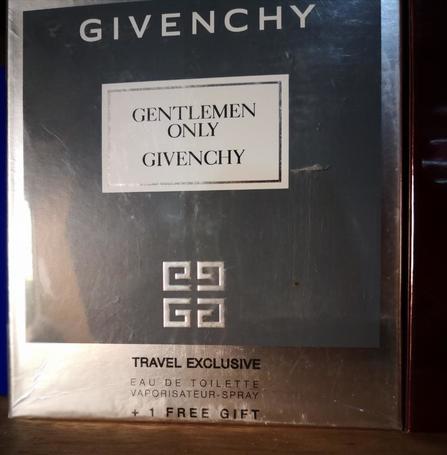 GIVENCHY
GENTLEMEN
ONLY
GIVENCHY
TRAVEL EXCLUSIVE
EAU DE TOILETTE
VAPORISATEUR-SPRAY
+ 1 FREE GIFT